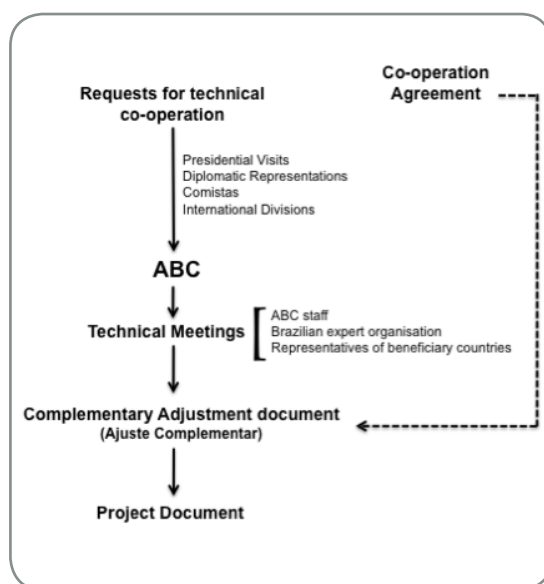 Requests for technical
co-operation
Co-operation
Agreement
Presidential Visits
Diplomatic Representations
Comistas
International Divisions
ABC
Technical Meetings
ABC staff
Brazilian expert organisation
Representatives of beneficiary countries
Complementary Adjustment document
(Ajuste Complementar)
Project Document